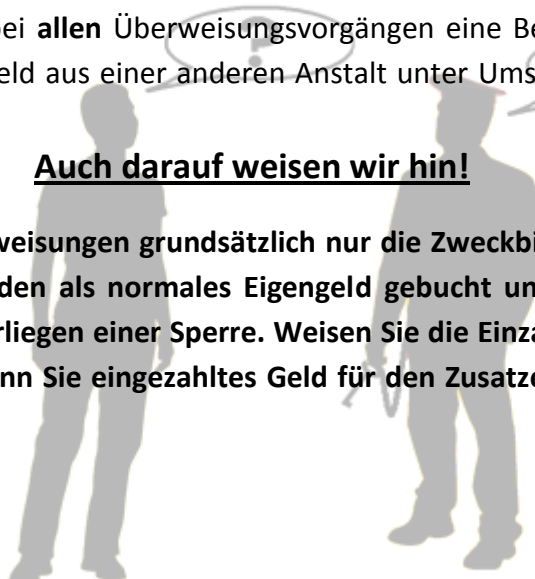 bei allen Überweisungsvorgängen eine Be
eld aus einer anderen Anstalt unter Ums
Auch darauf weisen wir hin!
weisungen grundsätzlich nur die Zweckbi
den als normales Eigengeld gebucht un
rliegen einer Sperre. Weisen Sie die Einza
nn Sie eingezahltes Geld für den Zusatze